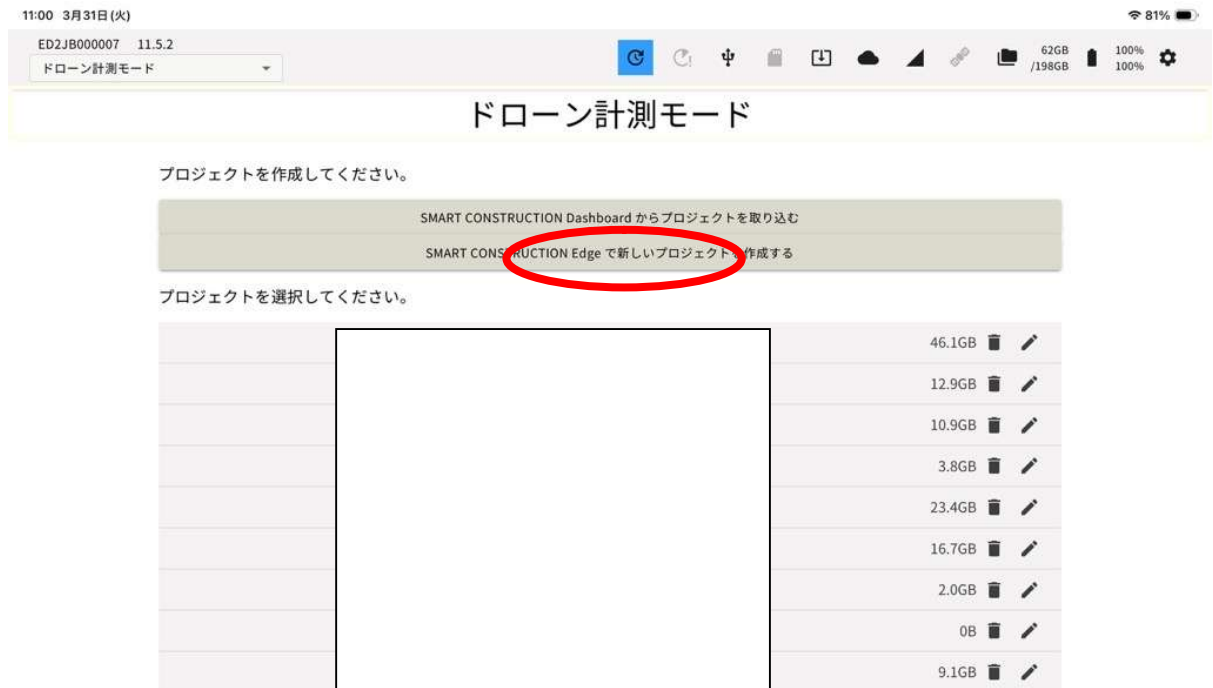 11:00 3月31日(火)
81%
ED2JB000007 11.5.2
ドローン計測モード
62GB
/198GB
100%
100%
ドローン計測モード
プロジェクトを作成してください。
SMART CONSTRUCTION Dashboard からプロジェクトを取り込む
SMART CONSTRUCTION Edge で新しいプロジェクトを作成する
プロジェクトを選択してください。
46.1GB
12.9GB
10.9GB
3.8GB
23.4GB
16.7GB
2.0GB
0B
9.1GB